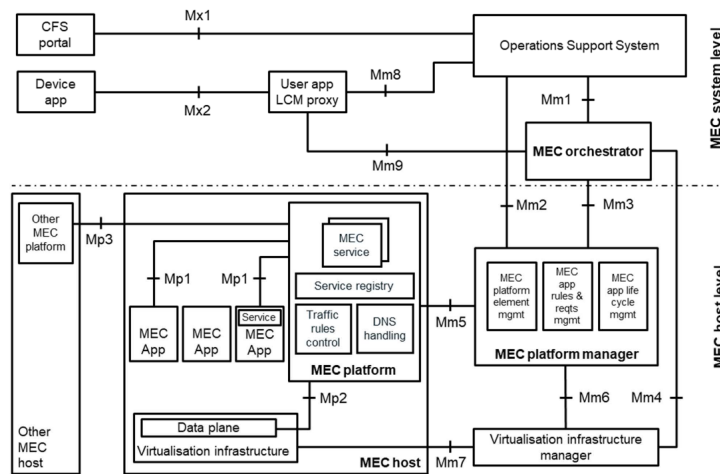 CFS
portal
Mx1
Operations Support System
Device
app
Mx2
User app
LCM proxy
Mm8
Mm1
Mm9
MEC orchestrator
MEC system level
Other
MEC
platform
Mp3
MEC
service
Mm2
Mm3
Mp1
Mp1
Service registry
MEC
platform
element
mgmt
MEC
app
rules &
reqts
mgmt
MEC
app life
cycle
mgmt
MEC
App
MEC
App
Service
MEC
App
Traffic
rules
control
DNS
handling
Mm5
MEC platform
MEC platform manager
MEC host level
Mp2
Mm6
Mm4
Data plane
Virtualisation infrastructure
Other
MEC
host
MEC host
Mm7
Virtualisation infrastructure
manager